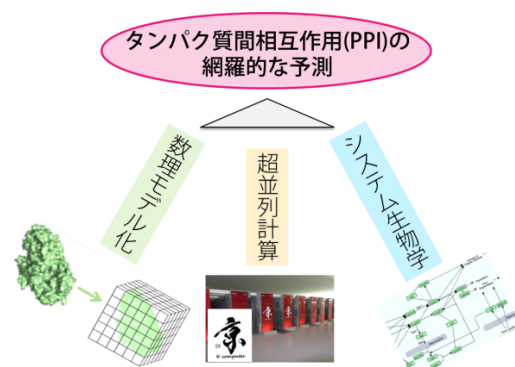 タンパク質間相互作用(PPI)の
網羅的な予測
数理モデル化
超並列計算
システム生物学
京
K computer